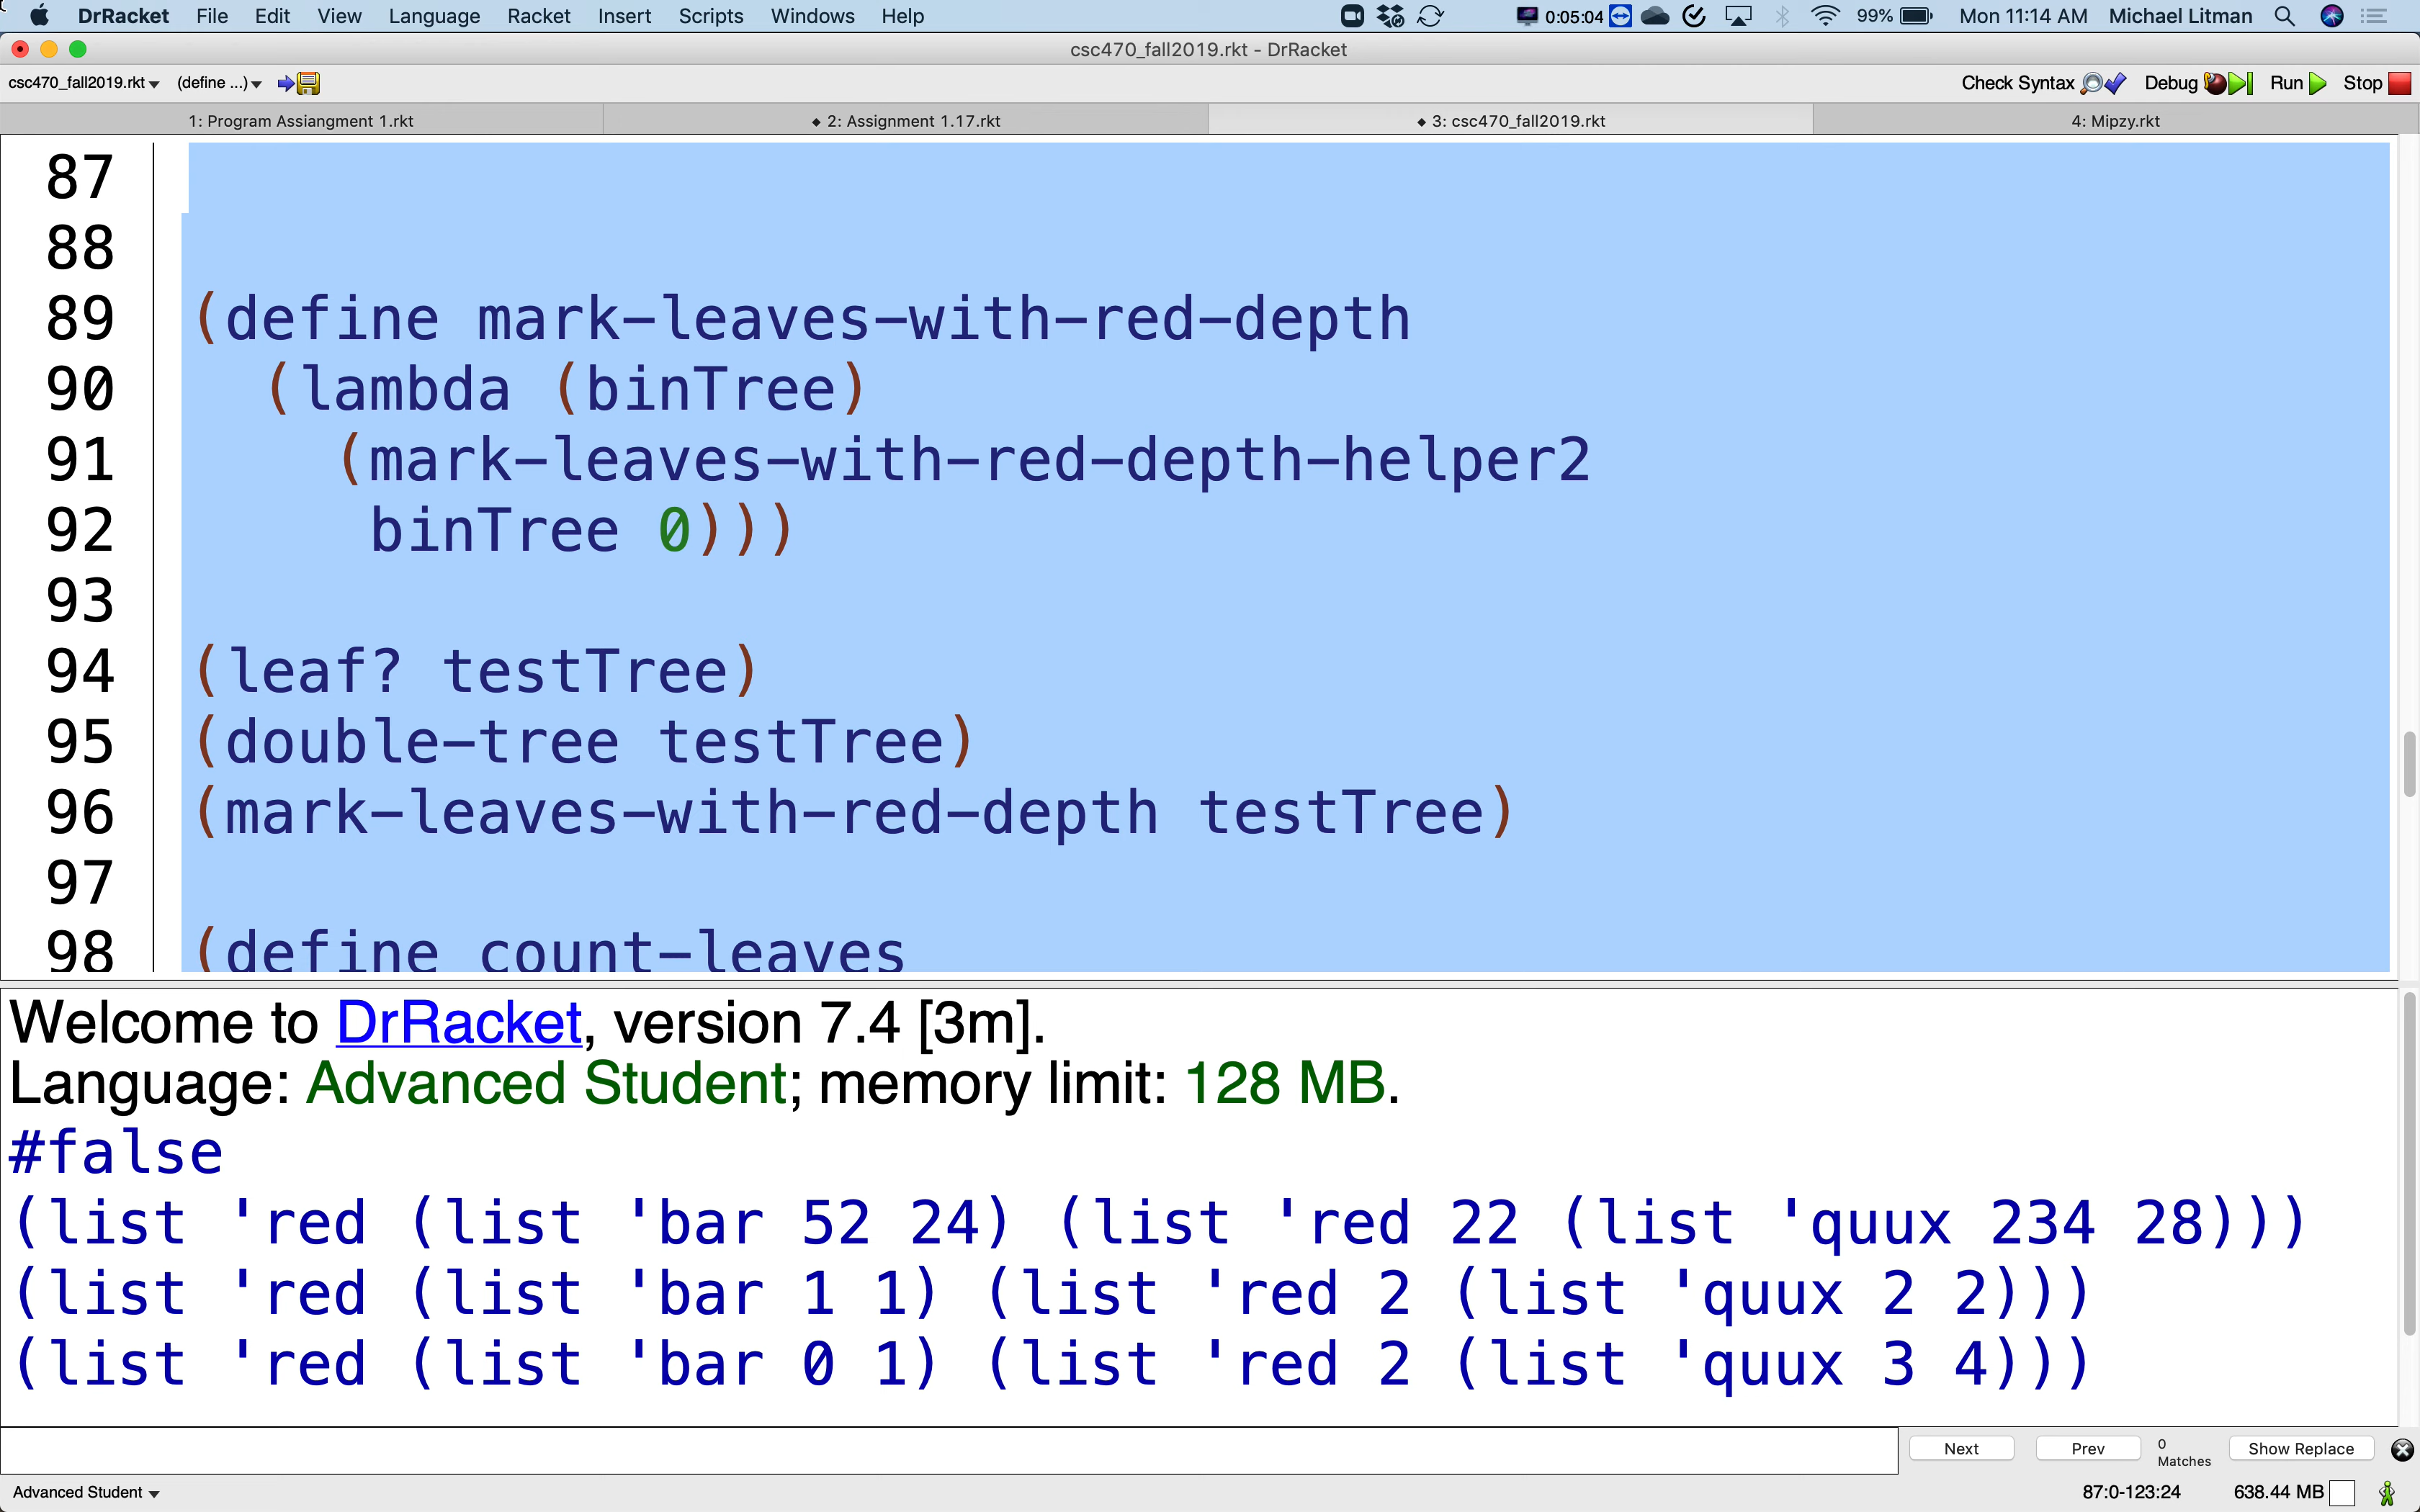 DrRacket File Edit View Language Racket Insert Scripts Windows Help 0:05:04 99% Mon 11:14 AM Michael Litman
csc470_fall2019.rkt - DrRacket
csc470_fall2019.rkt (define ...) Check Syntax Debug Run Stop
1: Program Assiangment 1.rkt 2: Assignment 1.17.rkt 3: csc470_fall2019.rkt 4: Mipzy.rkt
87
88
89 (define mark-leaves-with-red-depth
90 (lambda (binTree)
91 (mark-leaves-with-red-depth-helper2
92 binTree 0)))
93
94 (leaf? testTree)
95 (double-tree testTree)
96 (mark-leaves-with-red-depth testTree)
97
98 (define count-leaves
Welcome to DrRacket, version 7.4 [3m].
Language: Advanced Student; memory limit: 128 MB.
#false
(list 'red (list 'bar 52 24) (list 'red 22 (list 'quux 234 28)))
(list 'red (list 'bar 1 1) (list 'red 2 (list 'quux 2 2)))
(list 'red (list 'bar 0 1) (list 'red 2 (list 'quux 3 4)))
Next Prev 0 Matches Show Replace
Advanced Student 87:0-123:24 638.44 MB